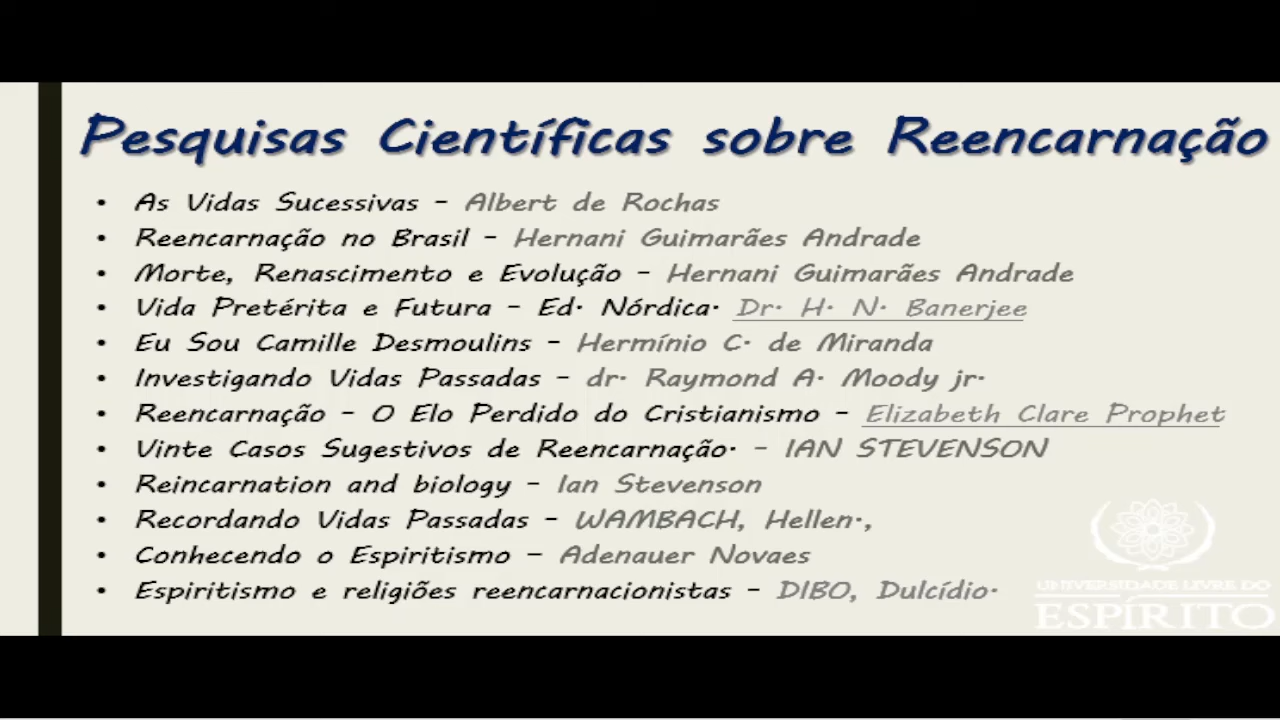 Pesquisas Científicas sobre Reencarnação
• As Vidas Sucessivas - Albert de Rochas
• Reencarnação no Brasil - Hernani Guimarães Andrade
• Morte, Renascimento e Evolução - Hernani Guimarães Andrade
• Vida Pretérita e Futura - Ed. Nórdica. Dr. H. N. Banerjee
• Eu Sou Camille Desmoulins - Hermínio C. de Miranda
• Investigando Vidas Passadas - dr. Raymond A. Moody jr.
• Reencarnação - O Elo Perdido do Cristianismo - Elizabeth Clare Prophet
• Vinte Casos Sugestivos de Reencarnação. - IAN STEVENSON
• Reincarnation and biology - Ian Stevenson
• Recordando Vidas Passadas - WAMBACH, Hellen.,
• Conhecendo o Espiritismo – Adenauer Novaes
• Espiritismo e religiões reencarnacionistas - DIBO, Dulcídio.
UNIVERSIDADE LIVRE DO
ESPÍRITO